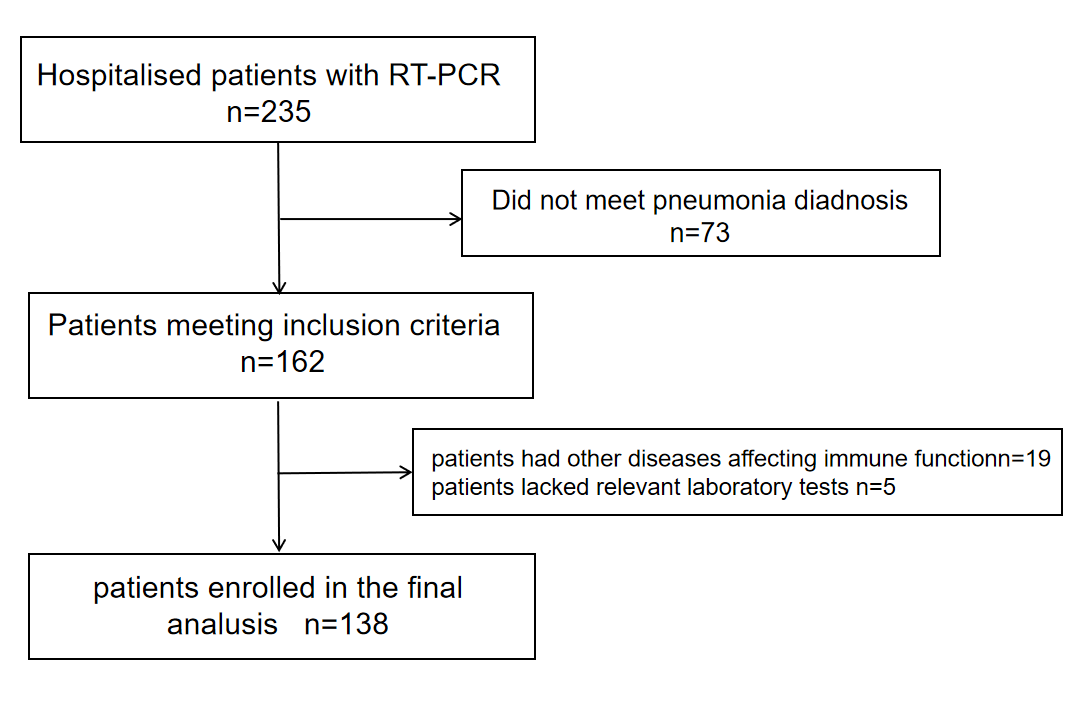 Hospitalised patients with RT-PCR
n=235
Did not meet pneumonia diadnosis
n=73
Patients meeting inclusion criteria
n=162
patients had other diseases affecting immune functionn=19
patients lacked relevant laboratory tests n=5
patients enrolled in the final
analusis n=138